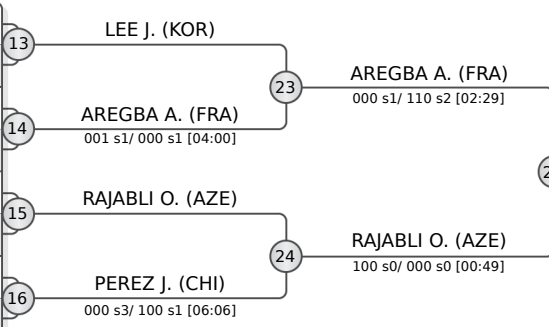 LEE J. (KOR)
13
AREGBA A. (FRA)
23
000 s1/ 110 s2 [02:29]
AREGBA A. (FRA)
14
001 s1/ 000 s1 [04:00]
2
RAJABLI O. (AZE)
15
RAJABLI O. (AZE)
24
100 s0/ 000 s0 [00:49]
PEREZ J. (CHI)
16
000 s3/ 100 s1 [06:06]